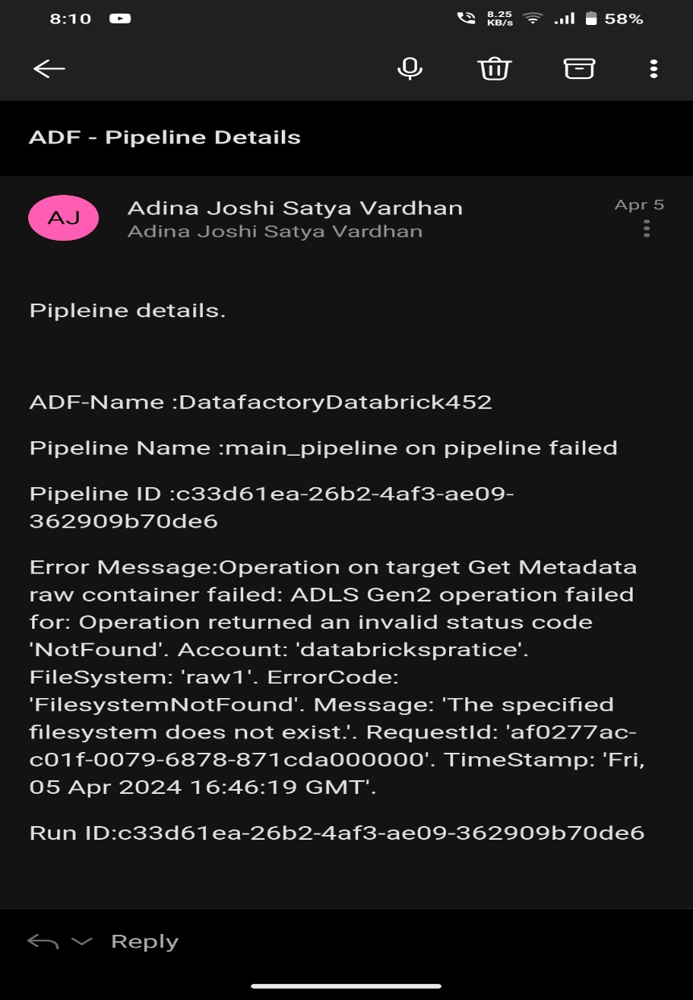 8:10
8.25
KB/s
58%
ADF - Pipeline Details
AJ
Adina Joshi Satya Vardhan
Apr 5
Adina Joshi Satya Vardhan
Pipleine details.
ADF-Name :DatafactoryDatabrick452
Pipeline Name :main_pipeline on pipeline failed
Pipeline ID :c33d61ea-26b2-4af3-ae09-
362909b70de6
Error Message:Operation on target Get Metadata
raw container failed: ADLS Gen2 operation failed
for: Operation returned an invalid status code
'NotFound'. Account: 'databrickspratice'.
FileSystem: 'raw1'. ErrorCode:
'FilesystemNotFound'. Message: 'The specified
filesystem does not exist.'. RequestId: 'af0277ac-
c01f-0079-6878-871cda000000'. TimeStamp: 'Fri,
05 Apr 2024 16:46:19 GMT'.
Run ID:c33d61ea-26b2-4af3-ae09-362909b70de6
Reply